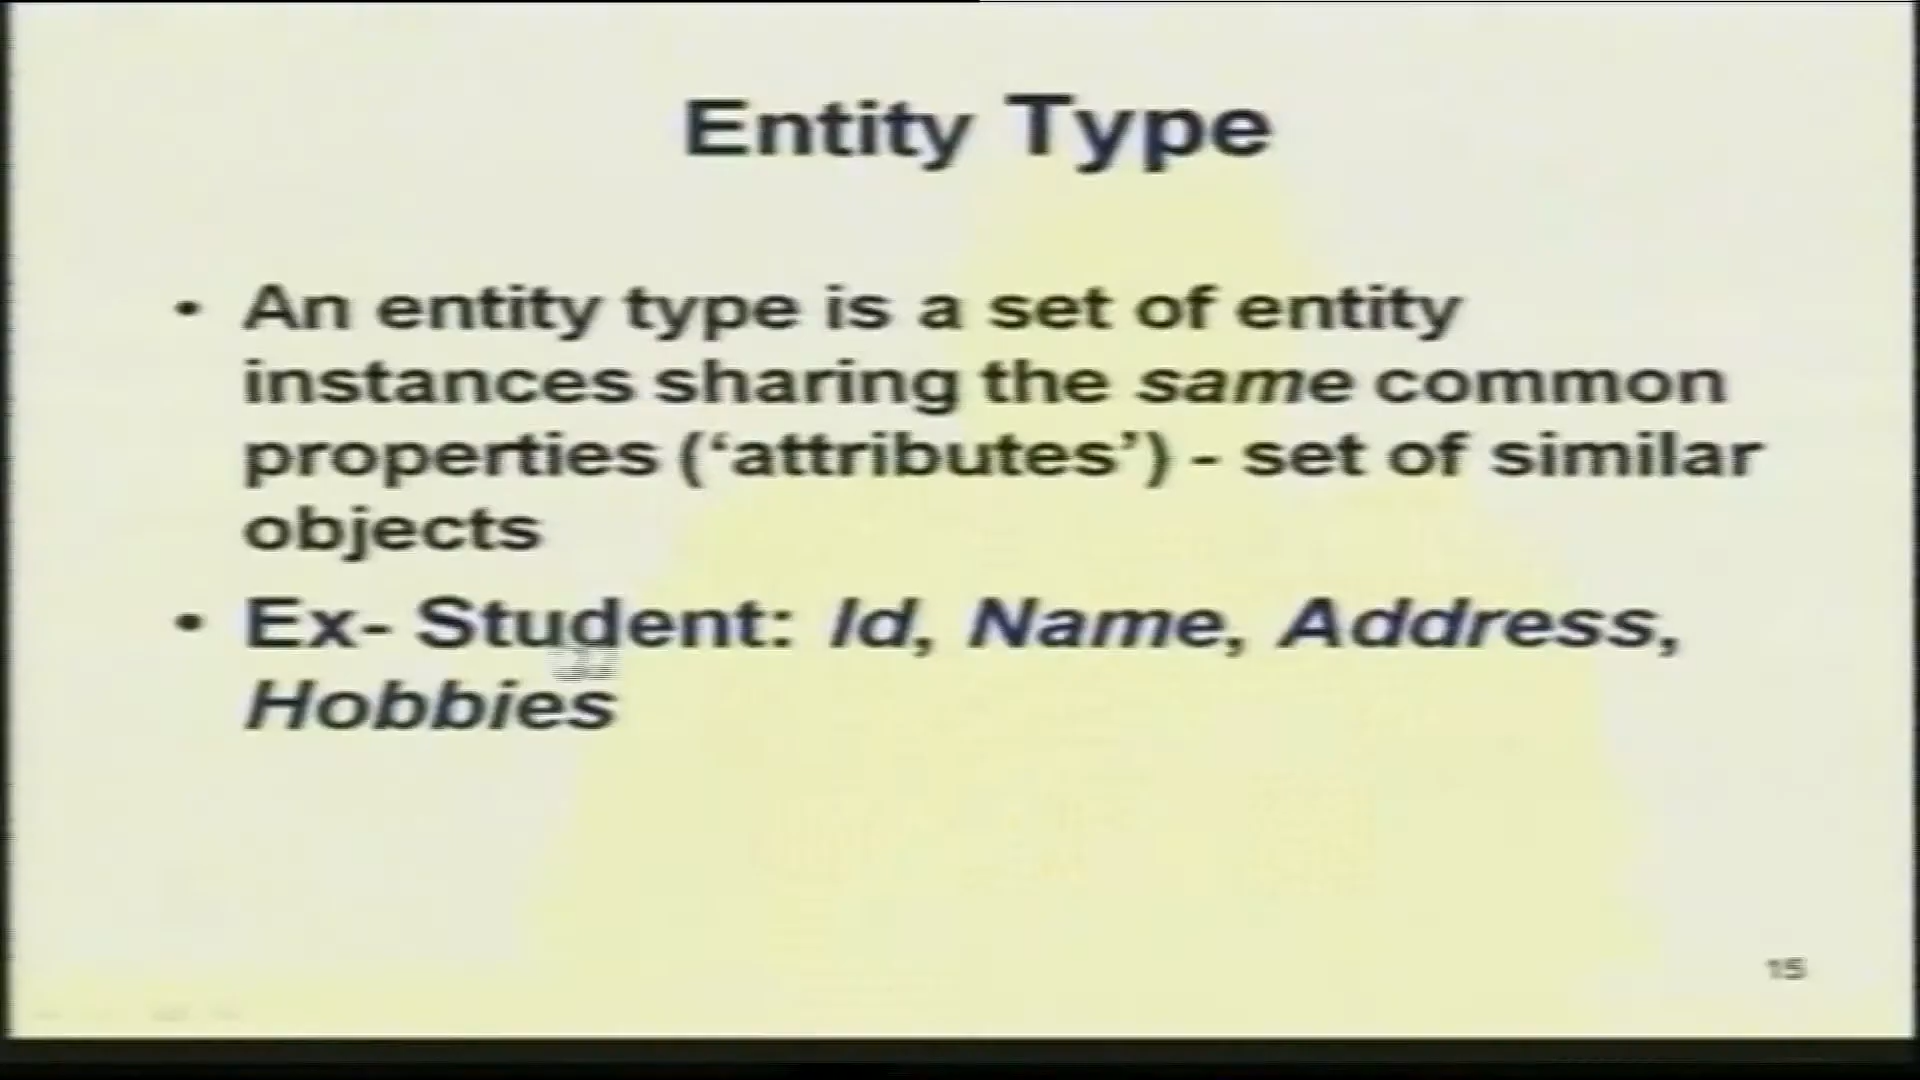 Entity Type
• An entity type is a set of entity
instances sharing the same common
properties (‘attributes’) - set of similar
objects
• Ex- Student: Id, Name, Address,
Hobbies
15